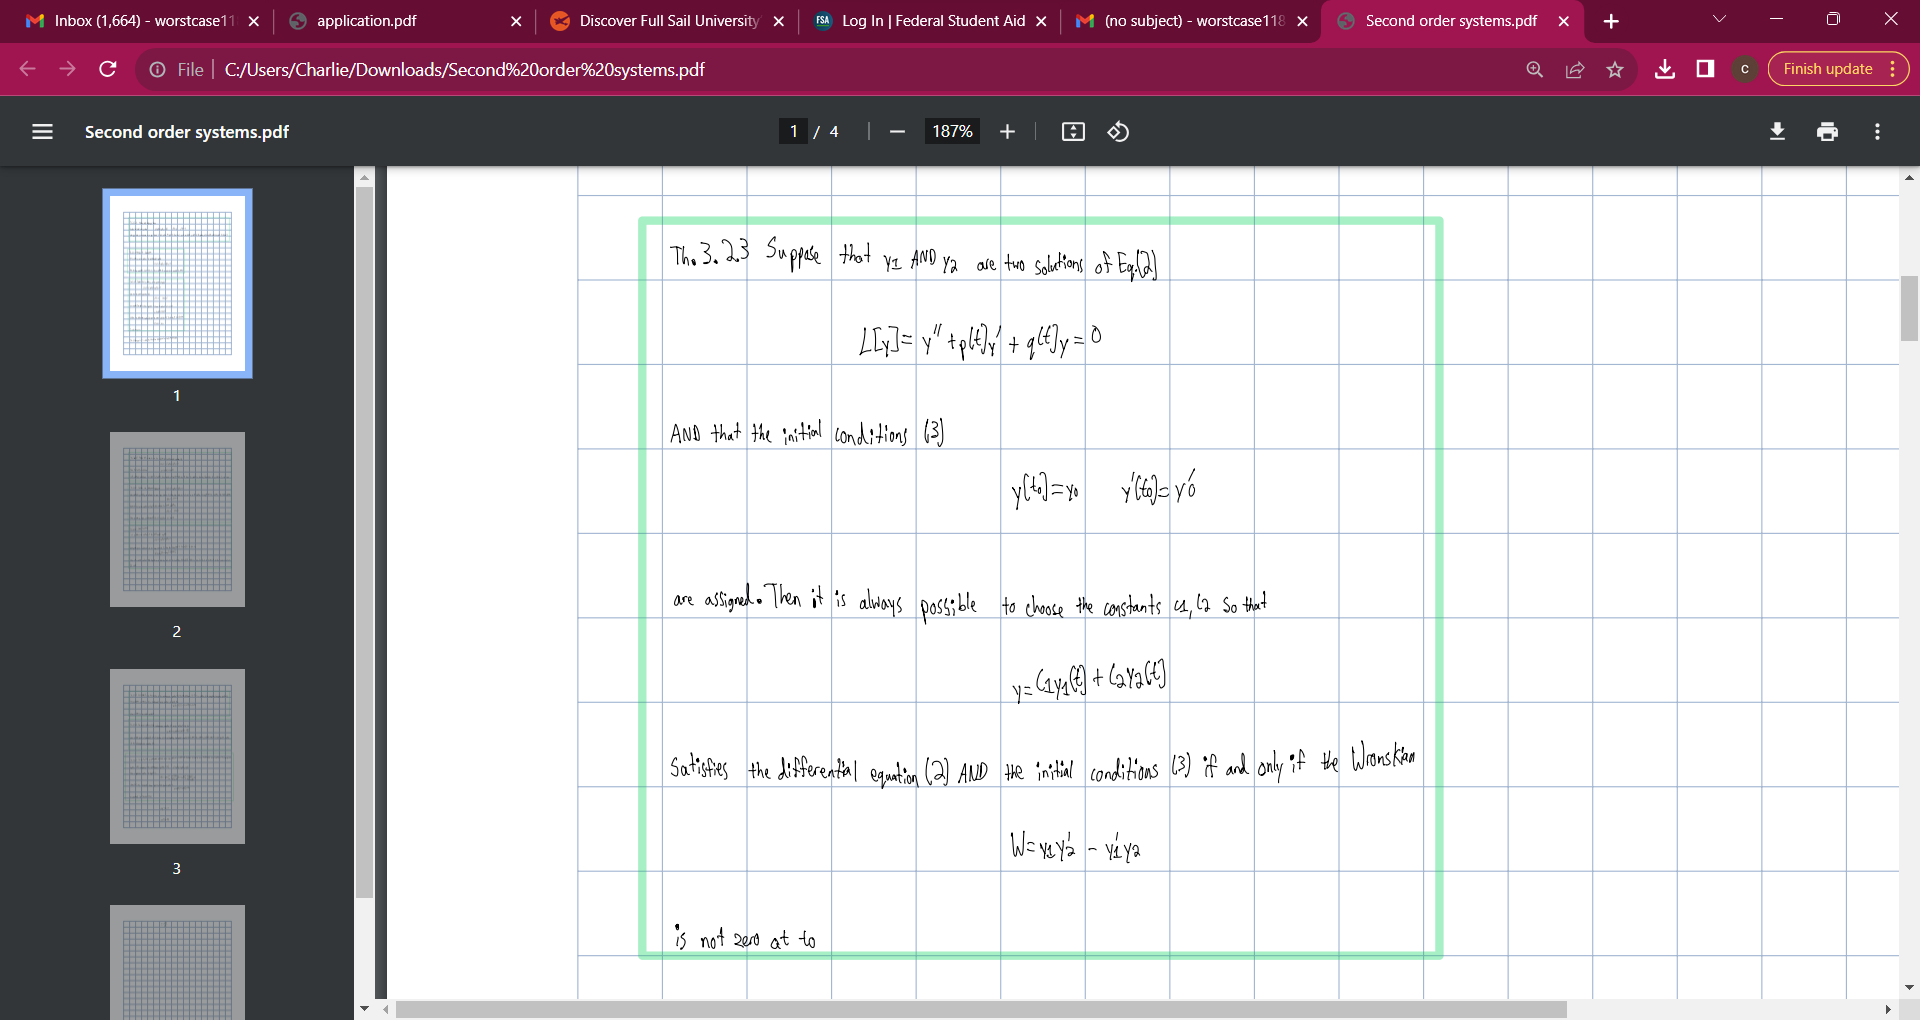 Inbox (1,664) - worstcase11
application.pdf
Discover Full Sail University
Log In | Federal Student Aid
(no subject) - worstcase118
Second order systems.pdf
File
C:/Users/Charlie/Downloads/Second%20order%20systems.pdf
C
Finish update
Second order systems.pdf
1 / 4
187%
1
2
3
Th. 3.2.3 Suppose that y1 AND y2 are two solutions of Eq.(2)
L[y]= y'' + p(t)y' + q(t)y = 0
AND that the initial conditions (3)
y(t0)=y0 y'(t0)=y'0
are assigned. Then it is always possible to choose the constants c1, c2 so that
y= C1y1(t) + C2y2(t)
Satisfies the differential equation (2) AND the initial conditions (3) if and only if the Wronskian
W= y1y'2 - y'1y2
is not zero at to